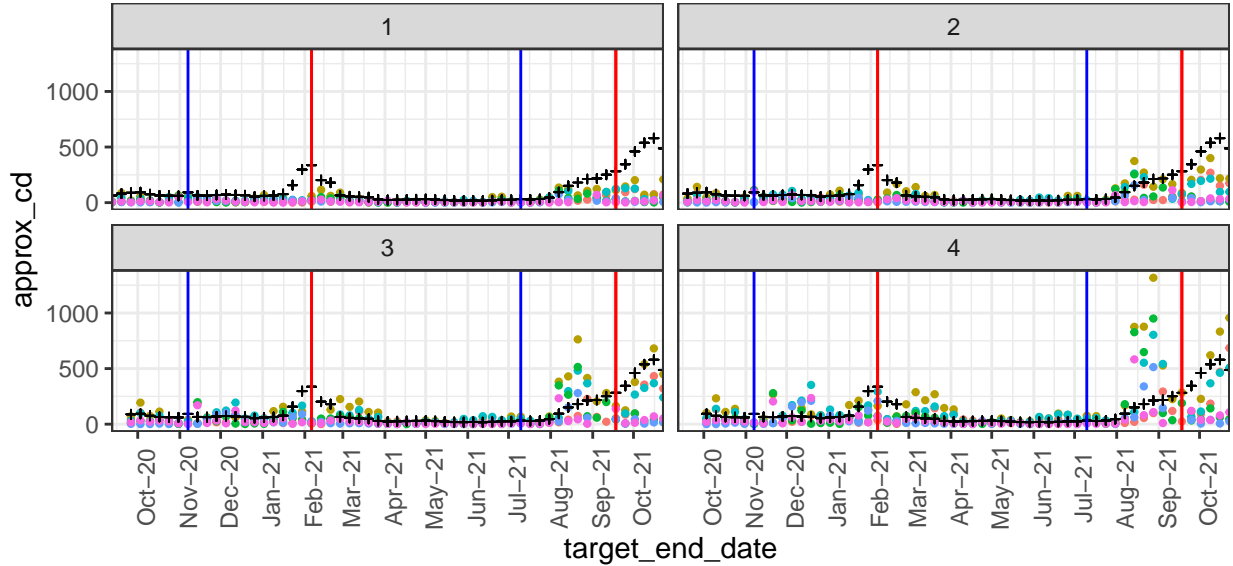 1
2
1000
500
0
approx_cd
3
4
1000
500
0
Oct−20
Nov−20
Dec−20
Jan−21
Feb−21
Mar−21
Apr−21
May−21
Jun−21
Jul−21
Aug−21
Sep−21
Oct−21
Oct−20
Nov−20
Dec−20
Jan−21
Feb−21
Mar−21
Apr−21
May−21
Jun−21
Jul−21
Aug−21
Sep−21
Oct−21
target_end_date